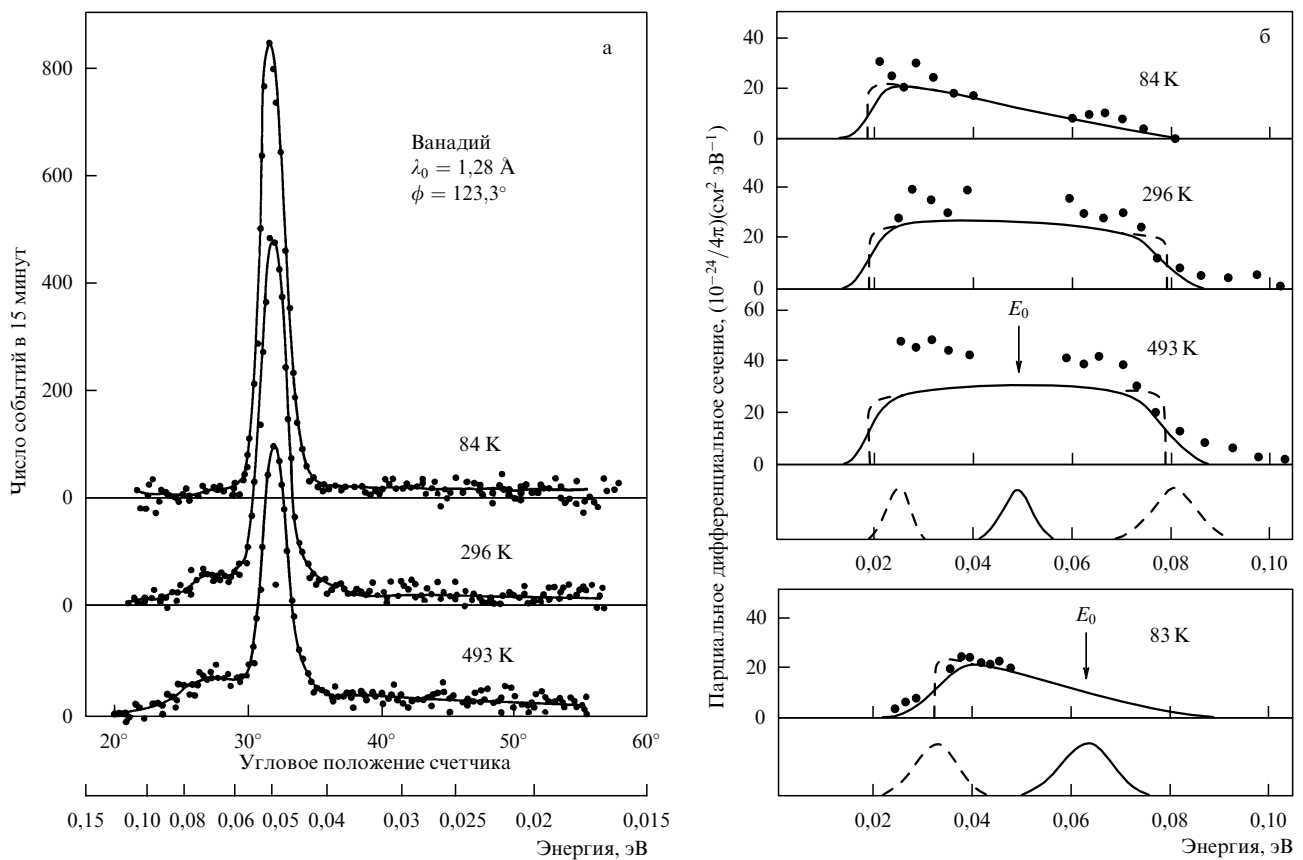 а
800
600
400
200
0
0
0
Число событий в 15 минут
Ванадий
λ₀ = 1,28 Å
ϕ = 123,3°
84 K
296 K
493 K
20° 30° 40° 50° 60°
Угловое положение счетчика
0,15 0,10 0,08 0,06 0,05 0,04 0,03 0,025 0,02 0,015
Энергия, эВ
б
Парциальное дифференциальное сечение, (10⁻²⁴/4π)(см² эВ⁻¹)
40
20
0
84 K
40
20
0
296 K
60
40
20
0
E₀
493 K
0,02 0,04 0,06 0,08 0,10
40
20
0
E₀
83 K
0,02 0,04 0,06 0,08 0,10
Энергия, эВ